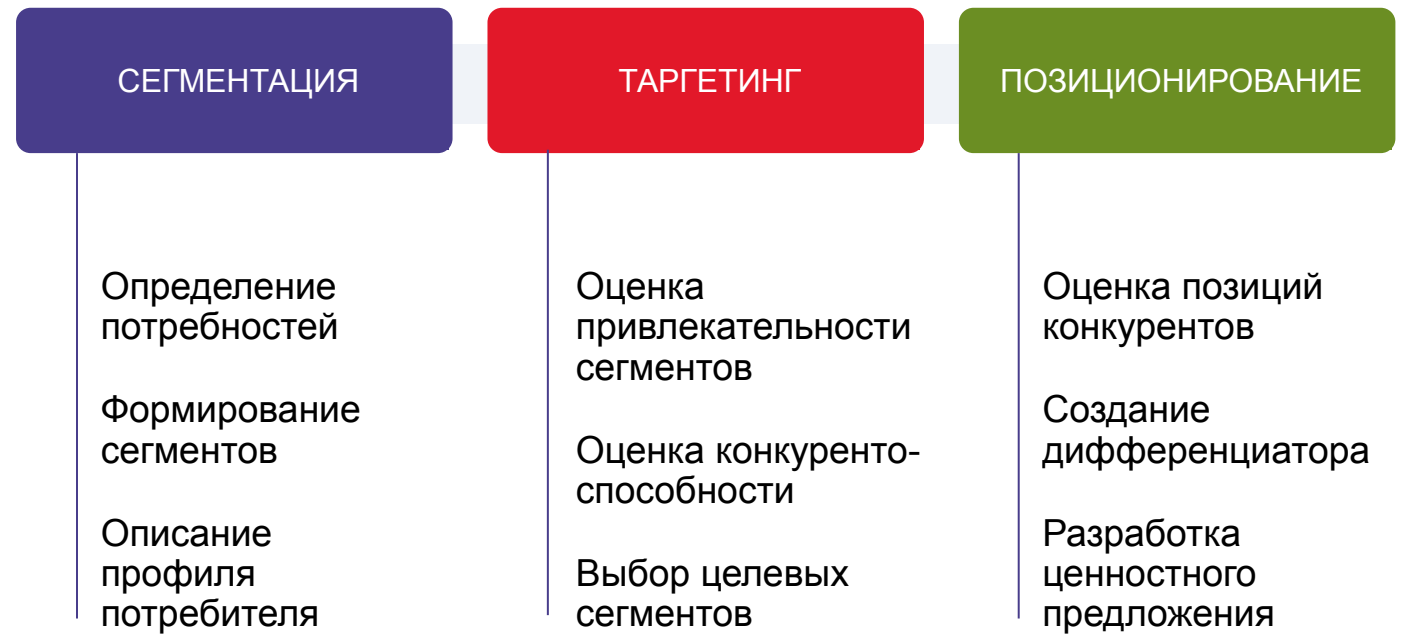 СЕГМЕНТАЦИЯ
Определение
потребностей
Формирование
сегментов
Описание
профиля
потребителя
ТАРГЕТИНГ
Оценка
привлекательности
сегментов
Оценка конкуренто-
способности
Выбор целевых
сегментов
ПОЗИЦИОНИРОВАНИЕ
Оценка позиций
конкурентов
Создание
дифференциатора
Разработка
ценностного
предложения